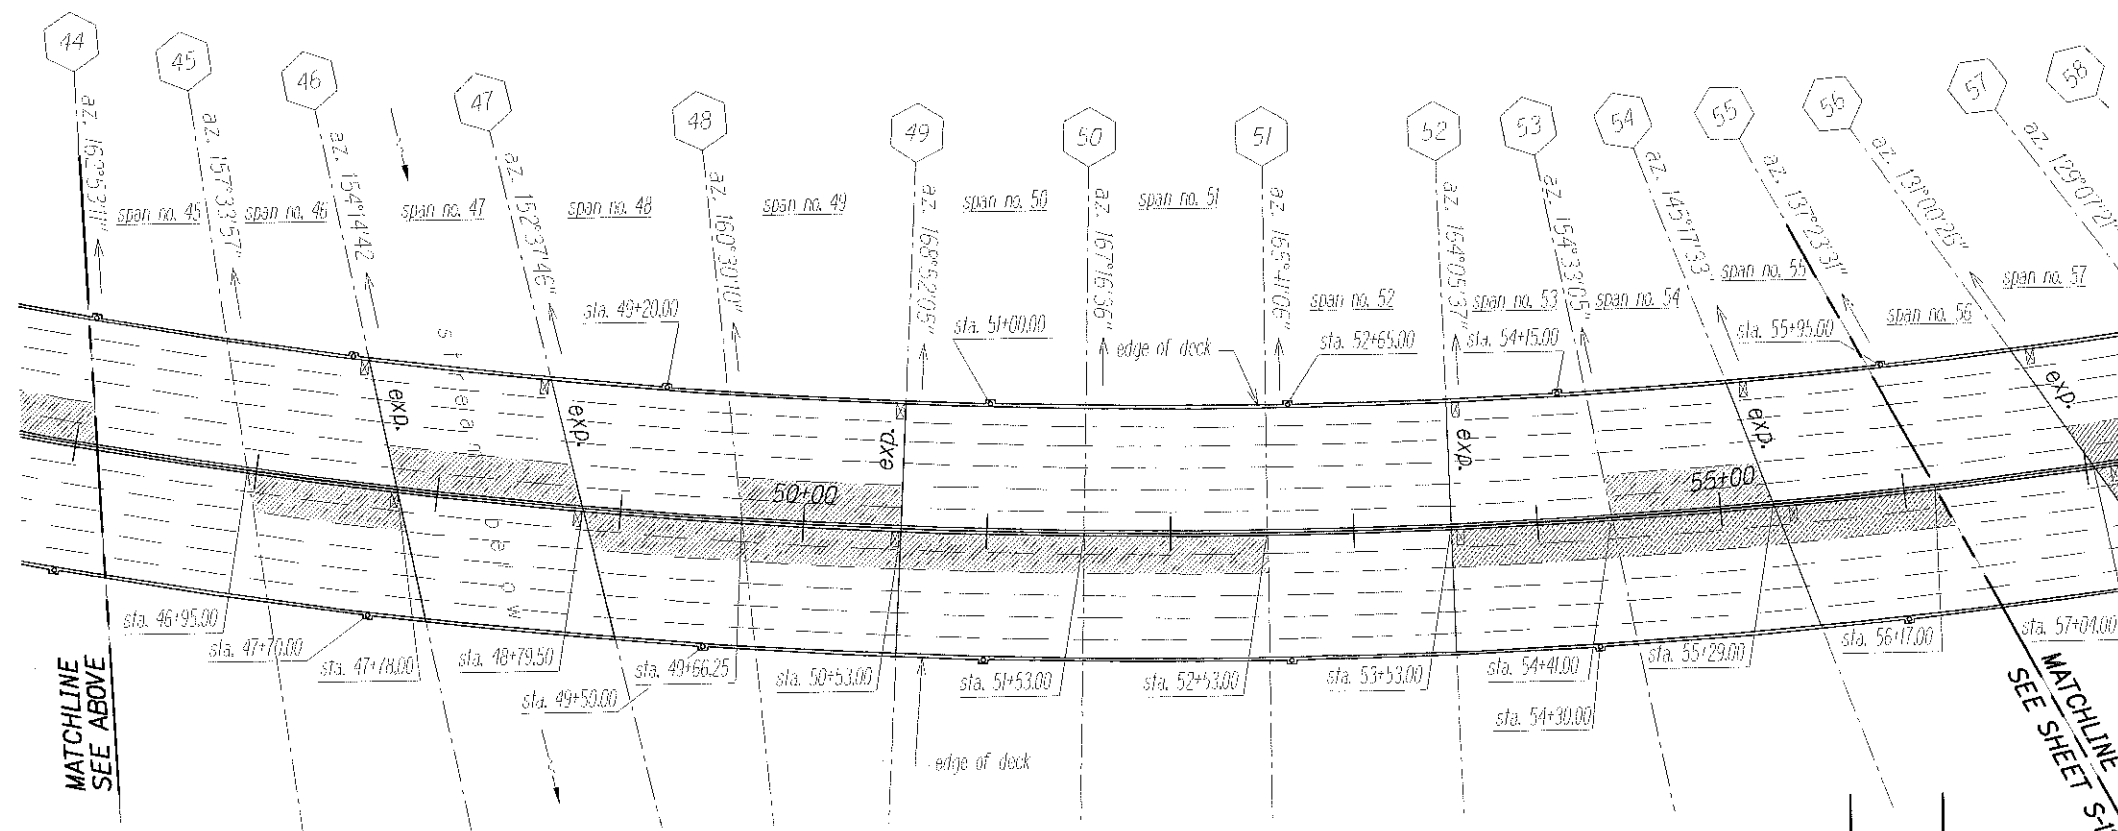 44
45
46
47
48
49
50
51
52
53
54
55
56
57
58
az. 162°53'11"
az. 157°33'57"
az. 154°14'42
az. 152°37'46"
az. 160°30'10"
az. 168°52'05"
az. 167°16'36"
az. 165°41'06"
az. 164°05'37"
az. 154°33'05"
az. 145°17'33"
az. 137°23'31"
az. 131°00'26"
az. 129°07'21"
span no. 45
span no. 46
span no. 47
span no. 48
span no. 49
span no. 50
span no. 51
span no. 52
span no. 53
span no. 54
span no. 55
span no. 56
span no. 57
sta. 49+20.00
sta. 51+00.00
edge of deck
sta. 52+65.00
sta. 54+15.00
sta. 55+95.00
exp.
exp.
exp.
exp.
exp.
exp.
50+00
55+00
below
sta. 46+95.00
sta. 47+70.00
sta. 47+78.00
sta. 48+79.50
sta. 49+50.00
sta. 49+66.25
sta. 50+53.00
sta. 51+53.00
sta. 52+53.00
sta. 53+53.00
sta. 54+41.00
sta. 54+30.00
sta. 55+29.00
sta. 56+17.00
sta. 57+04.00
edge of deck
MATCHLINE
SEE ABOVE
MATCHLINE
SEE SHEET S-1